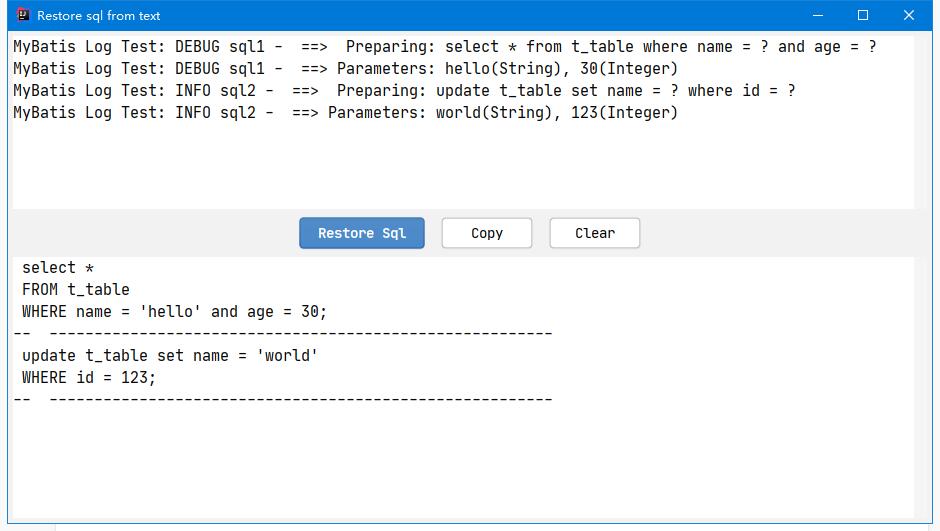 Restore sql from text
MyBatis Log Test: DEBUG sql1 -  ==>  Preparing: select * from t_table where name = ? and age = ?
MyBatis Log Test: DEBUG sql1 -  ==> Parameters: hello(String), 30(Integer)
MyBatis Log Test: INFO sql2 -  ==>  Preparing: update t_table set name = ? where id = ?
MyBatis Log Test: INFO sql2 -  ==> Parameters: world(String), 123(Integer)
Restore Sql  Copy  Clear
select *
FROM t_table
WHERE name = 'hello' and age = 30;
--  --------------------------------------------------------
update t_table set name = 'world'
WHERE id = 123;
--  --------------------------------------------------------